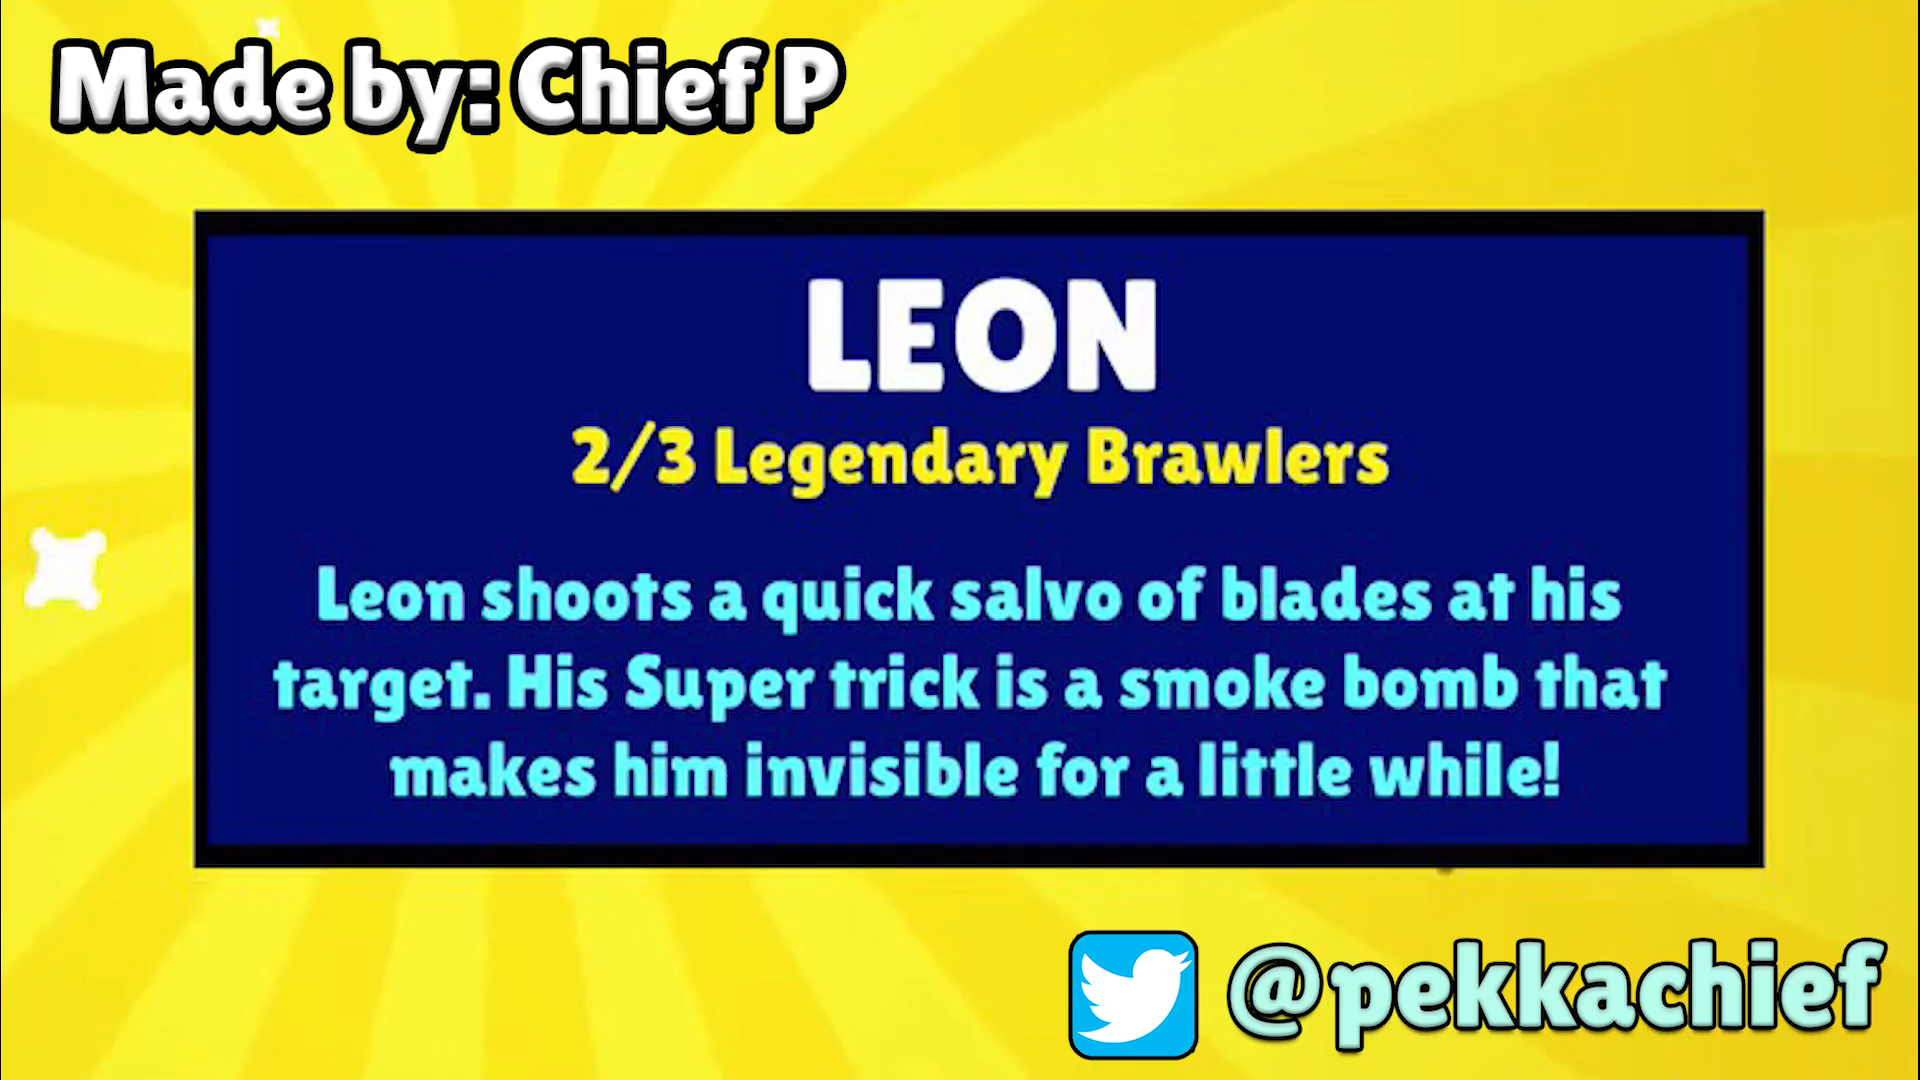 Made by: Chief P
LEON
2/3 Legendary Brawlers
Leon shoots a quick salvo of blades at his
target. His Super trick is a smoke bomb that
makes him invisible for a little while!
@pekkachief